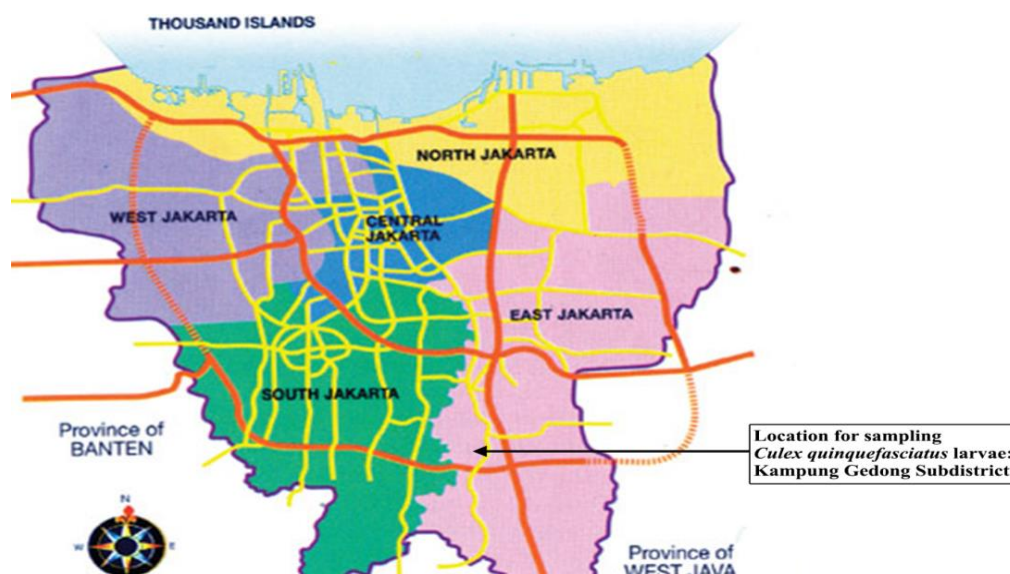 THOUSAND ISLANDS
NORTH JAKARTA
WEST JAKARTA
CENTRAL
JAKARTA
EAST JAKARTA
SOUTH JAKARTA
Province of
BANTEN
Location for sampling
Culex quinquefasciatus larvae:
Kampung Gedong Subdistrict
N
W
E
Province of
WEST JAVA